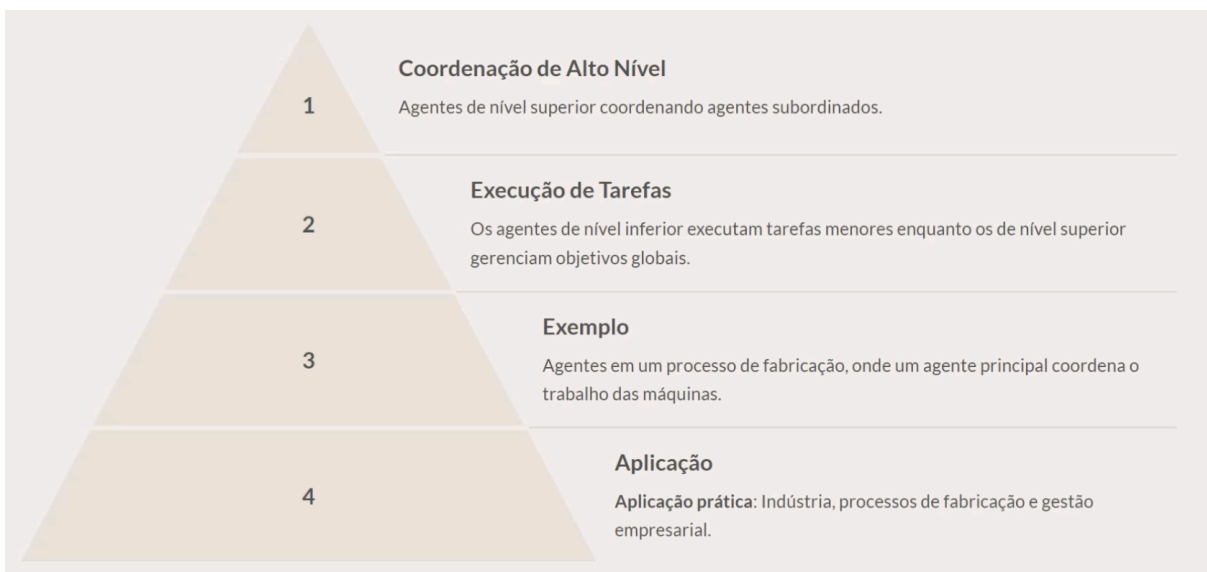 1
Coordenação de Alto Nível
Agentes de nível superior coordenando agentes subordinados.
2
Execução de Tarefas
Os agentes de nível inferior executam tarefas menores enquanto os de nível superior
gerenciam objetivos globais.
3
Exemplo
Agentes em um processo de fabricação, onde um agente principal coordena o
trabalho das máquinas.
4
Aplicação
Aplicação prática: Indústria, processos de fabricação e gestão
empresarial.